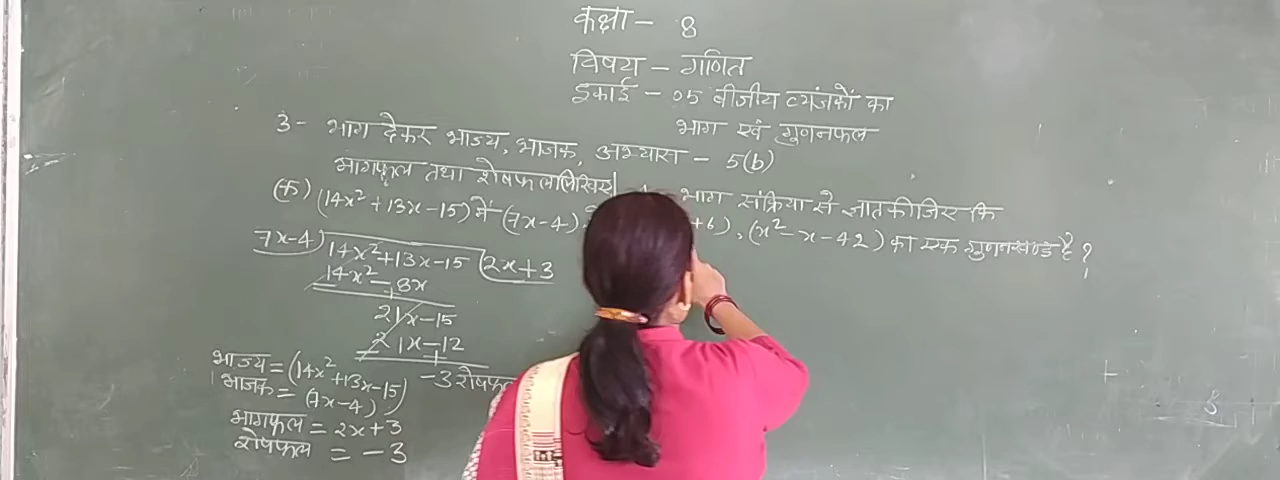 कक्षा - 8
विषय - गणित
इकाई - 05 बीजीय व्यंजकों का
भाग एवं गुणनफल
अभ्यास - 5(b)
3- भाग देकर भाज्य, भाजक,
भागफल तथा शेषफल लिखिए|
(क) (14x²+13x-15) में (7x-4)
7x-4) 14x²+13x-15 (2x+3
14x²-8x
+
21x-15
21x-12
+
-3 शेषफल
भाज्य = (14x²+13x-15)
भाजक = (7x-4)
भागफल = 2x+3
शेषफल = -3
भाग संक्रिया से ज्ञात कीजिए कि
+6), (x²-x-42) का एक गुणनखण्ड है?